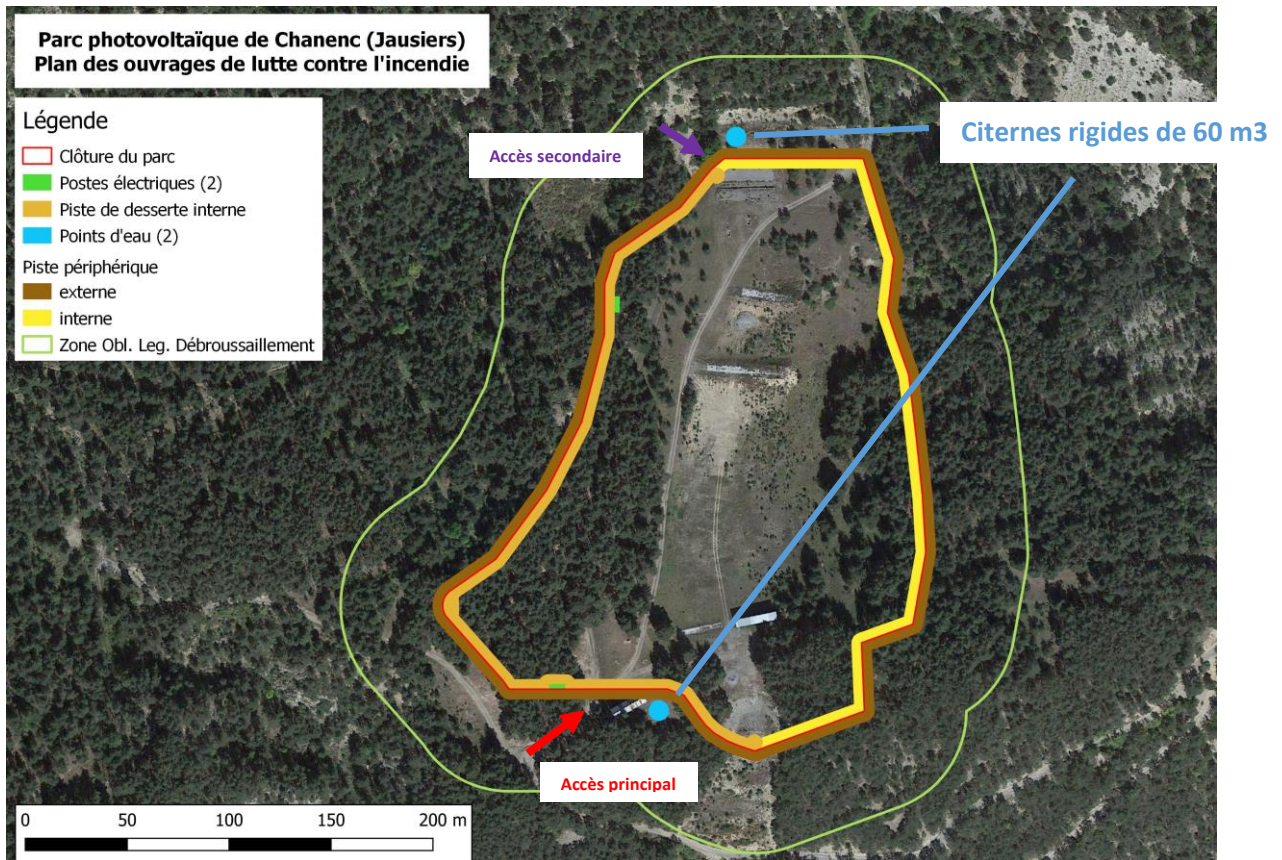 Parc photovoltaïque de Chanenc (Jausiers)
Plan des ouvrages de lutte contre l'incendie
Légende
Clôture du parc
Postes électriques (2)
Piste de desserte interne
Points d'eau (2)
Piste périphérique
externe
interne
Zone Obl. Leg. Débroussaillement
Accès secondaire
Citernes rigides de 60 m3
Accès principal
0 50 100 150 200 m